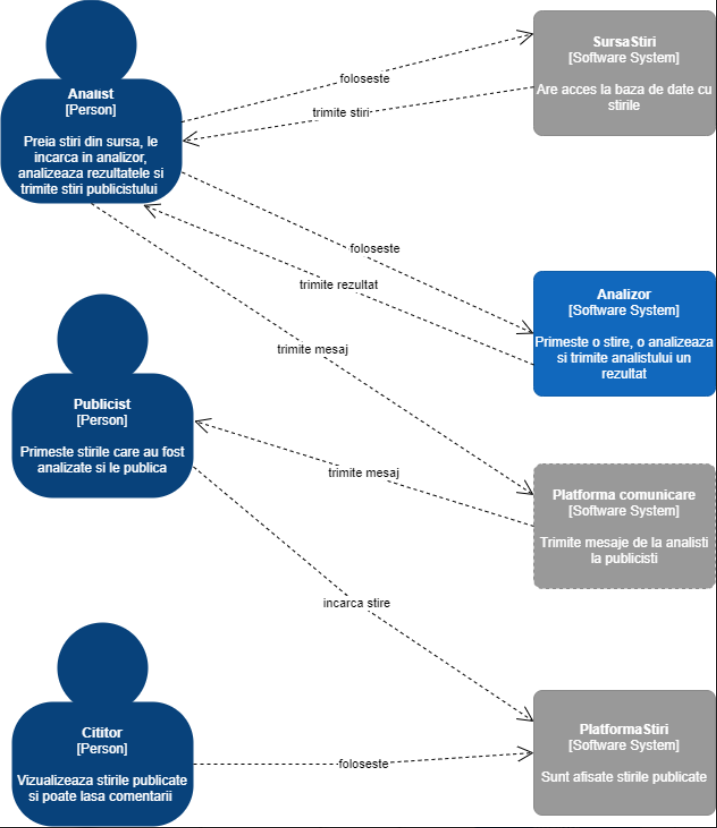 Analist
[Person]
Preia stiri din sursa, le
incarca in analizor,
analizeaza rezultatele si
trimite stiri publicistului
SursaStiri
[Software System]
Are acces la baza de date cu
stirile
foloseste
trimite stiri
foloseste
trimite rezultat
trimite mesaj
Analizor
[Software System]
Primeste o stire, o analizeaza
si trimite analistului un
rezultat
Publicist
[Person]
Primeste stirile care au fost
analizate si le publica
trimite mesaj
Platforma comunicare
[Software System]
Trimite mesaje de la analisti
la publicisti
incarca stire
Cititor
[Person]
Vizualizeaza stirile publicate
si poate lasa comentarii
foloseste
PlatformaStiri
[Software System]
Sunt afisate stirile publicate